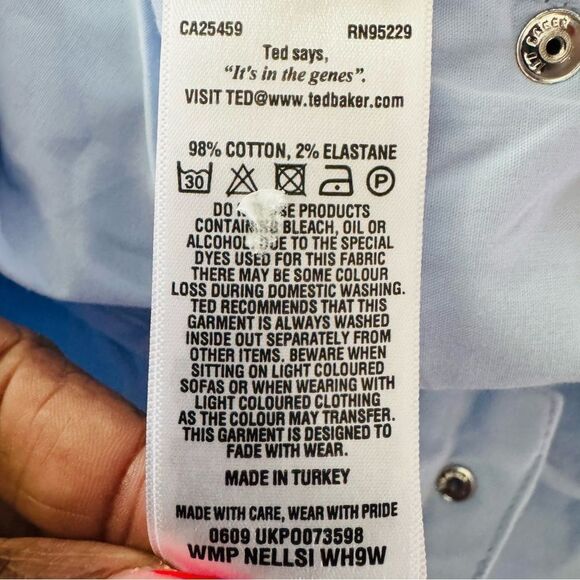 CA25459 RN95229
Ted says,
"It's in the genes".
VISIT TED@www.tedbaker.com
98% COTTON, 2% ELASTANE
30 P
DO PRODUCTS
BLEACH, OIL OR
ALCOHOL, DUE TO THE SPECIAL
DYES USED FOR THIS FABRIC
THERE MAY BE SOME COLOUR
LOSS DURING DOMESTIC WASHING.
TED RECOMMENDS THAT THIS
GARMENT IS ALWAYS WASHED
INSIDE OUT SEPARATELY FROM
OTHER ITEMS. BEWARE WHEN
SITTING ON LIGHT COLOURED
SOFAS OR WHEN WEARING WITH
LIGHT COLOURED CLOTHING
AS THE COLOUR MAY TRANSFER.
THIS GARMENT IS DESIGNED TO
FADE WITH WEAR.
MADE IN TURKEY
MADE WITH CARE, WEAR WITH PRIDE
0609 UKPO073598
WMP NELLSI WH9W